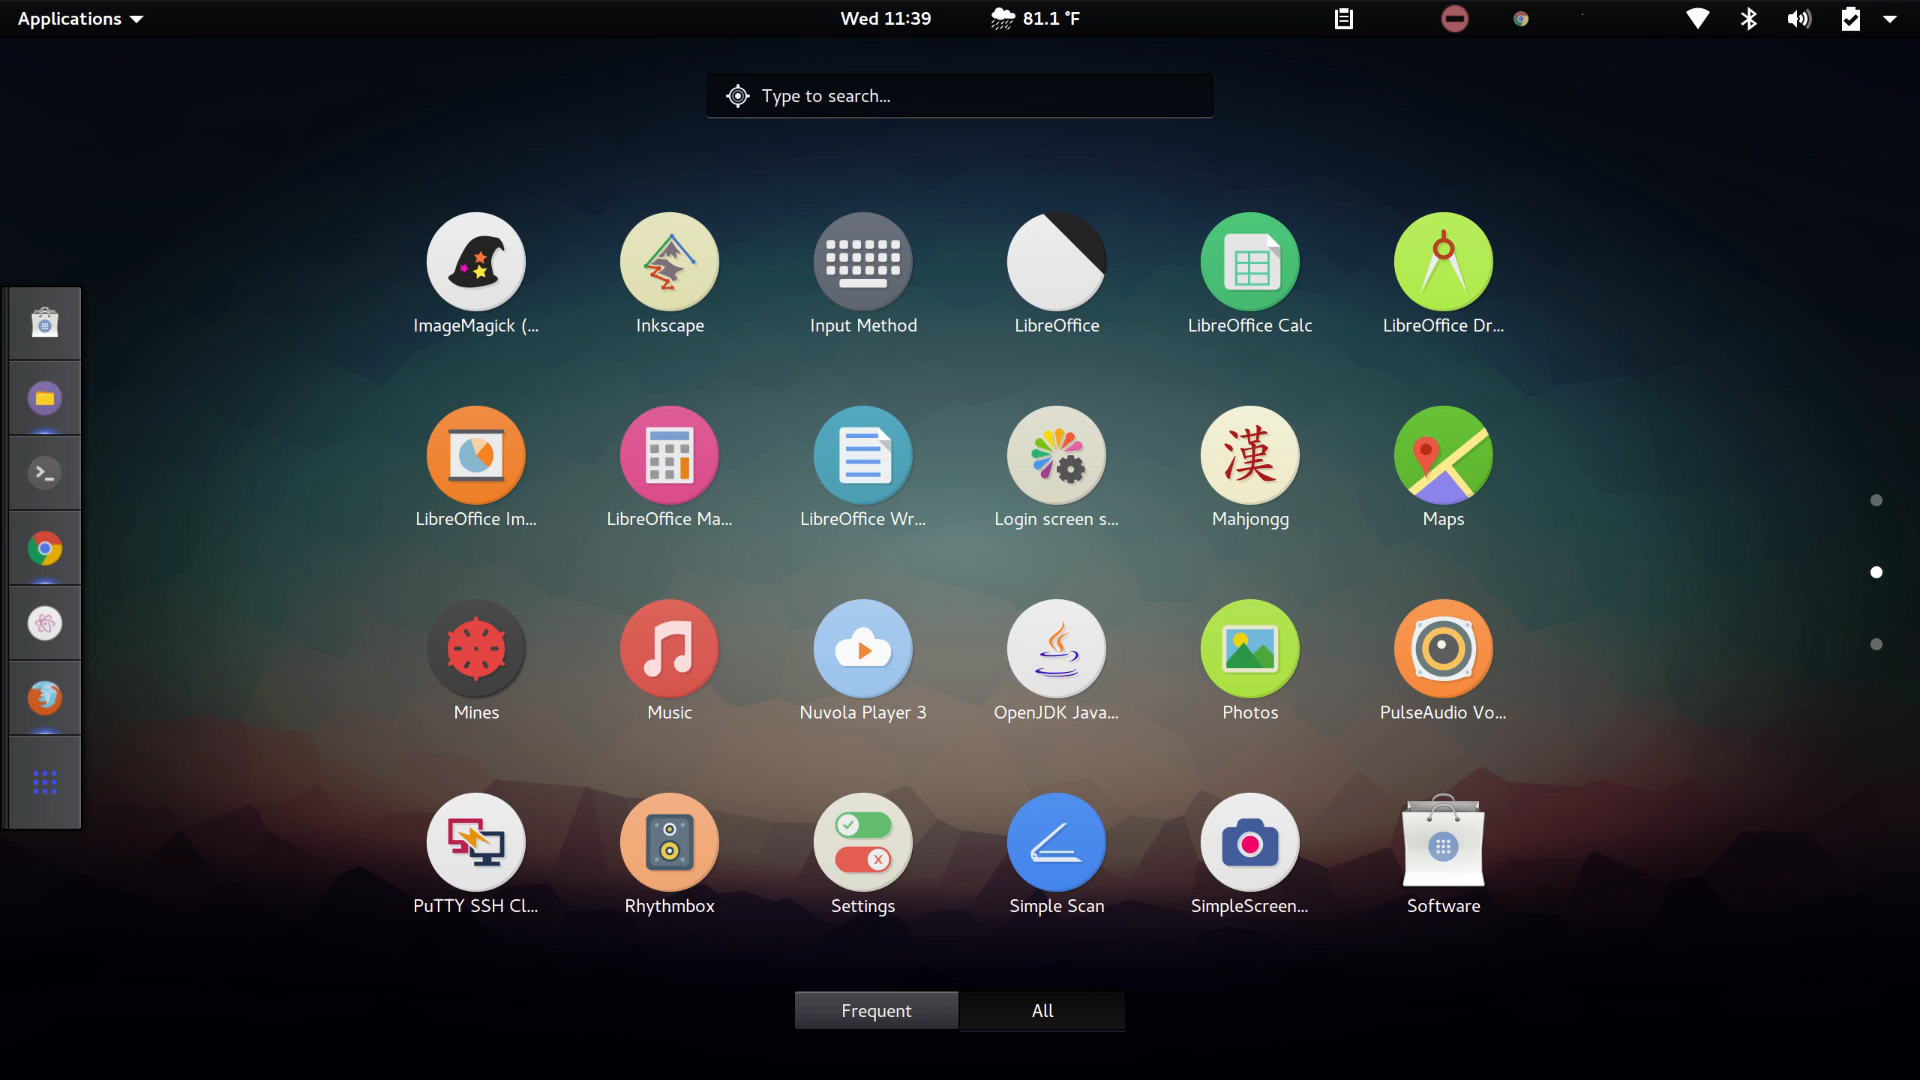 Applications
Wed 11:39
81.1 °F
Type to search...
ImageMagick (...
Inkscape
Input Method
LibreOffice
LibreOffice Calc
LibreOffice Dr...
漢
LibreOffice Im...
LibreOffice Ma...
LibreOffice Wr...
Login screen s...
Mahjongg
Maps
Mines
Music
Nuvola Player 3
OpenJDK Java...
Photos
PulseAudio Vo...
PuTTY SSH Cl...
Rhythmbox
Settings
Simple Scan
SimpleScreen...
Software
Frequent
All